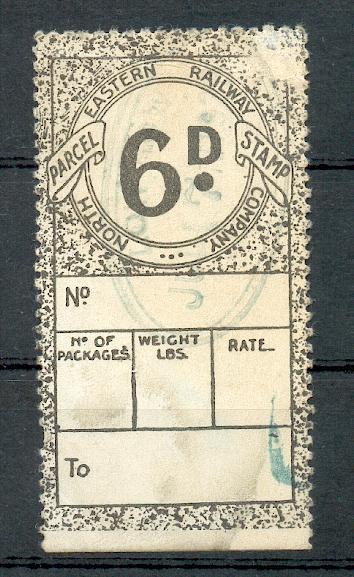 NORTH EASTERN RAILWAY COMPANY.
PARCEL STAMP
6D.
No
No OF PACKAGES.
WEIGHT LBS.
RATE
To